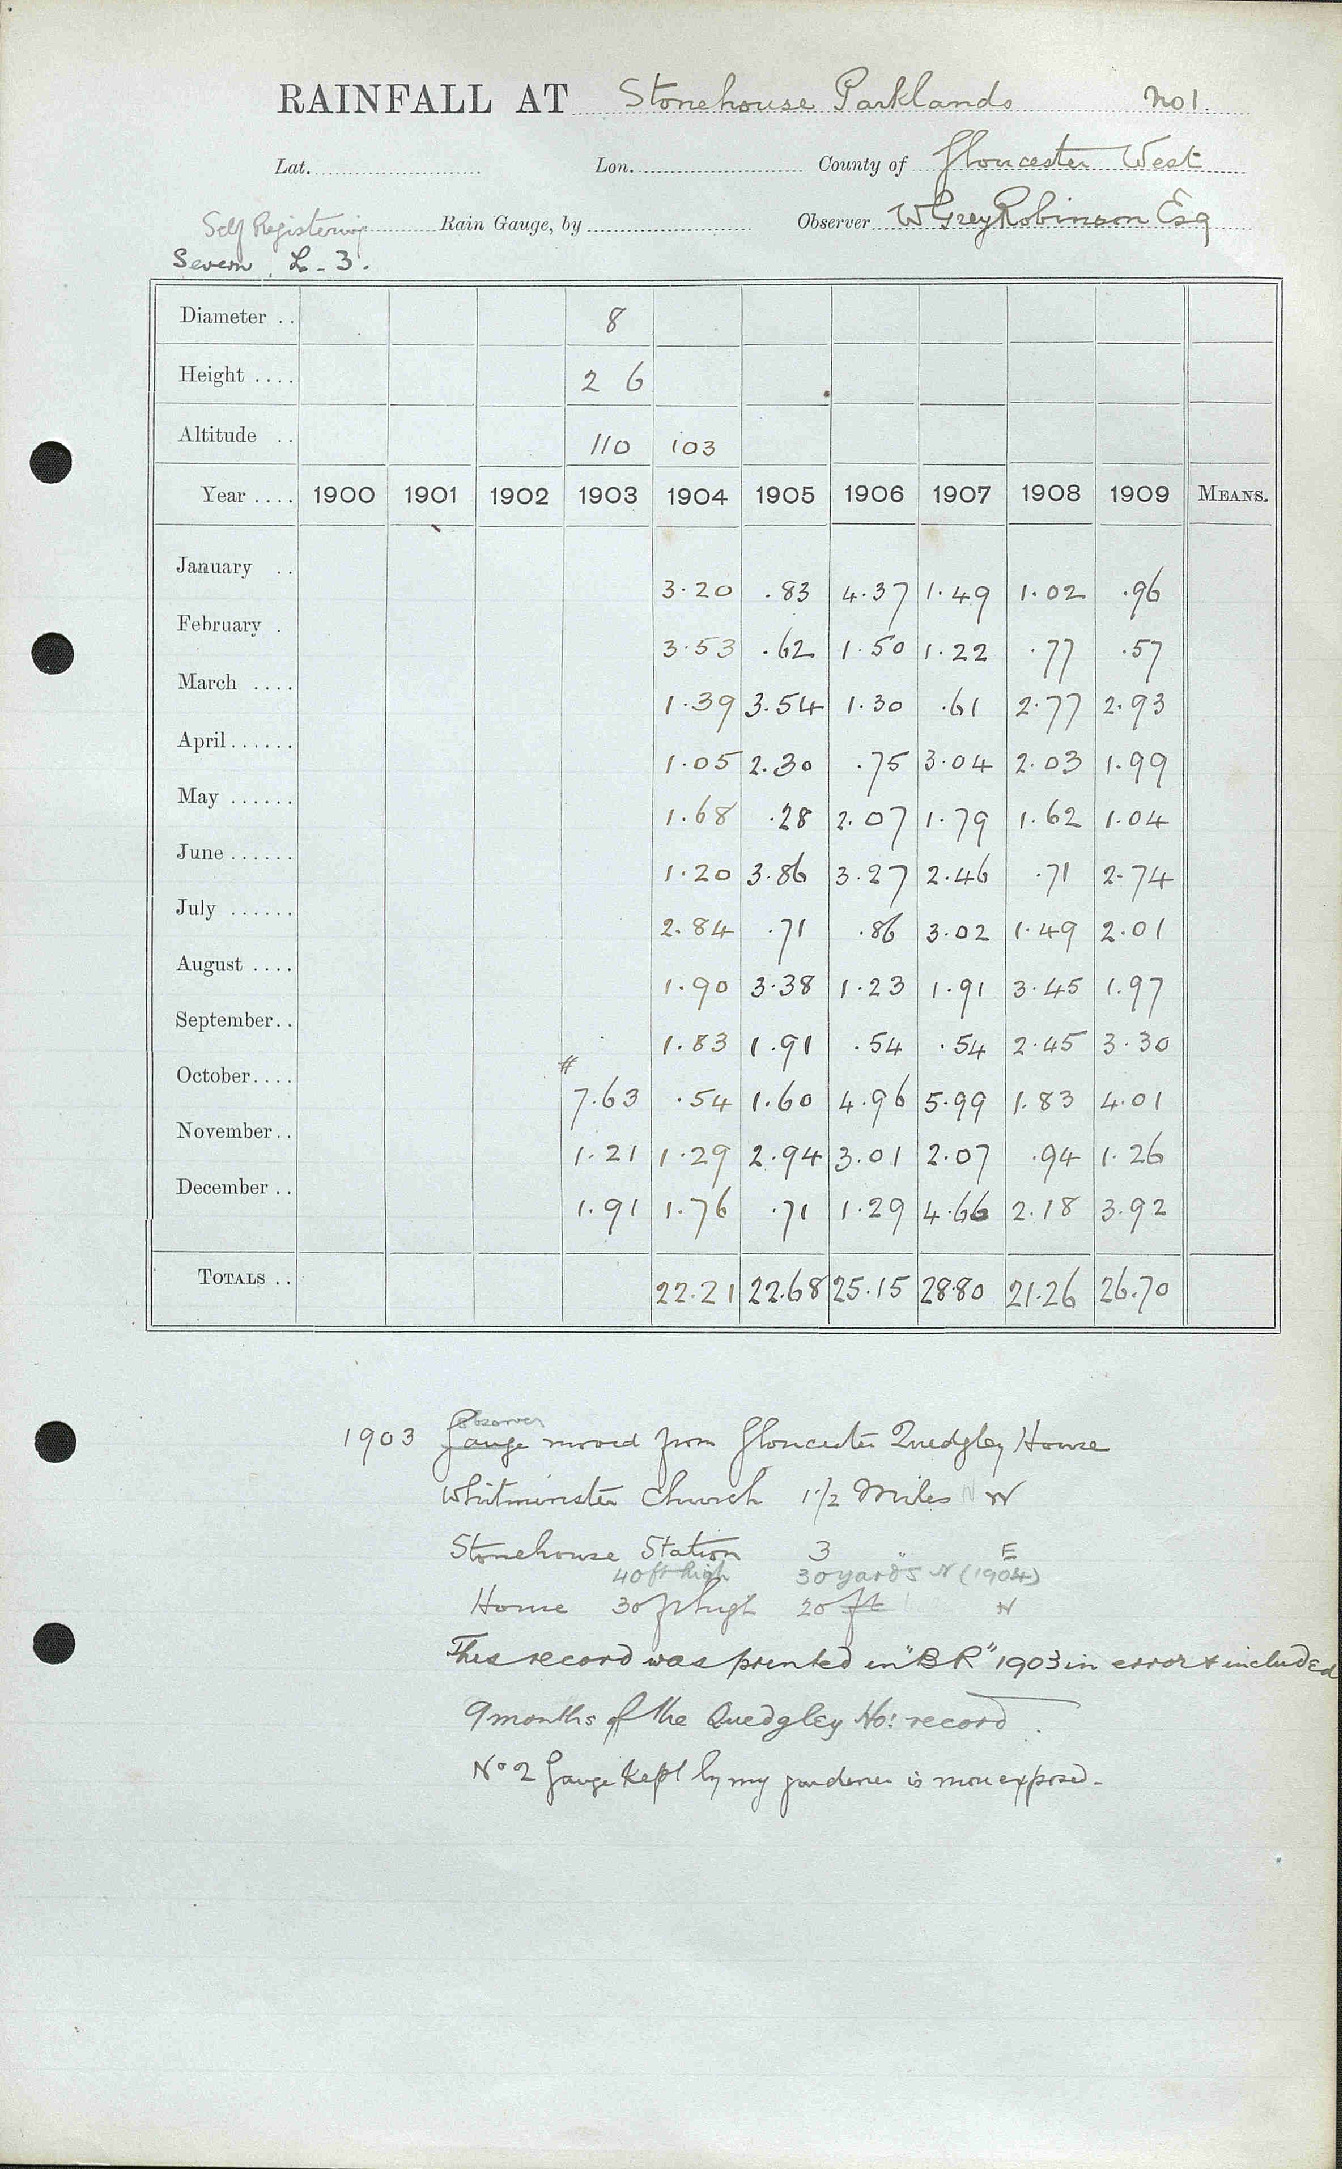 RAINFALL AT Stonehouse Parklands No 1.
Lat. Lon. County of Gloucester West
Self Registering Rain Gauge, by Observer W Grey Robinson Esq
Severn L - 3.
Diameter .. 8
Height .... 2 6
Altitude .. 110 103
Year .... 1900 1901 1902 1903 1904 1905 1906 1907 1908 1909 MEANS.
January .. 3.20 .83 4.37 1.49 1.02 .96
February . 3.53 .62 1.50 1.22 .77 .57
March .... 1.39 3.54 1.30 .61 2.77 2.93
April...... 1.05 2.30 .75 3.04 2.03 1.99
May ...... 1.68 .28 2.07 1.79 1.62 1.04
June...... 1.20 3.86 3.27 2.46 .71 2.74
July ...... 2.84 .71 .86 3.02 1.49 2.01
August .... 1.90 3.38 1.23 1.91 3.45 1.97
September.. 1.83 1.91 .54 .54 2.45 3.30
October.... # 7.63 .54 1.60 4.96 5.99 1.83 4.01
November.. 1.21 1.29 2.94 3.01 2.07 .94 1.26
December .. 1.91 1.76 .71 1.29 4.66 2.18 3.92
TOTALS .. 22.21 22.68 25.15 28.80 21.26 26.70
observer
1903 Gauge moved from Gloucester Quedgley House
Whitminster Church 1 1/2 Miles N W
Stonehouse Station 3 " E
40 ft high 30 yards N (1904)
House 30 ft high 20 ft N
This record was printed in "B R" 1903 in error & included
9 months of the Quedgley Ho: record.
No 2 Gauge kept by my gardener is more exposed.